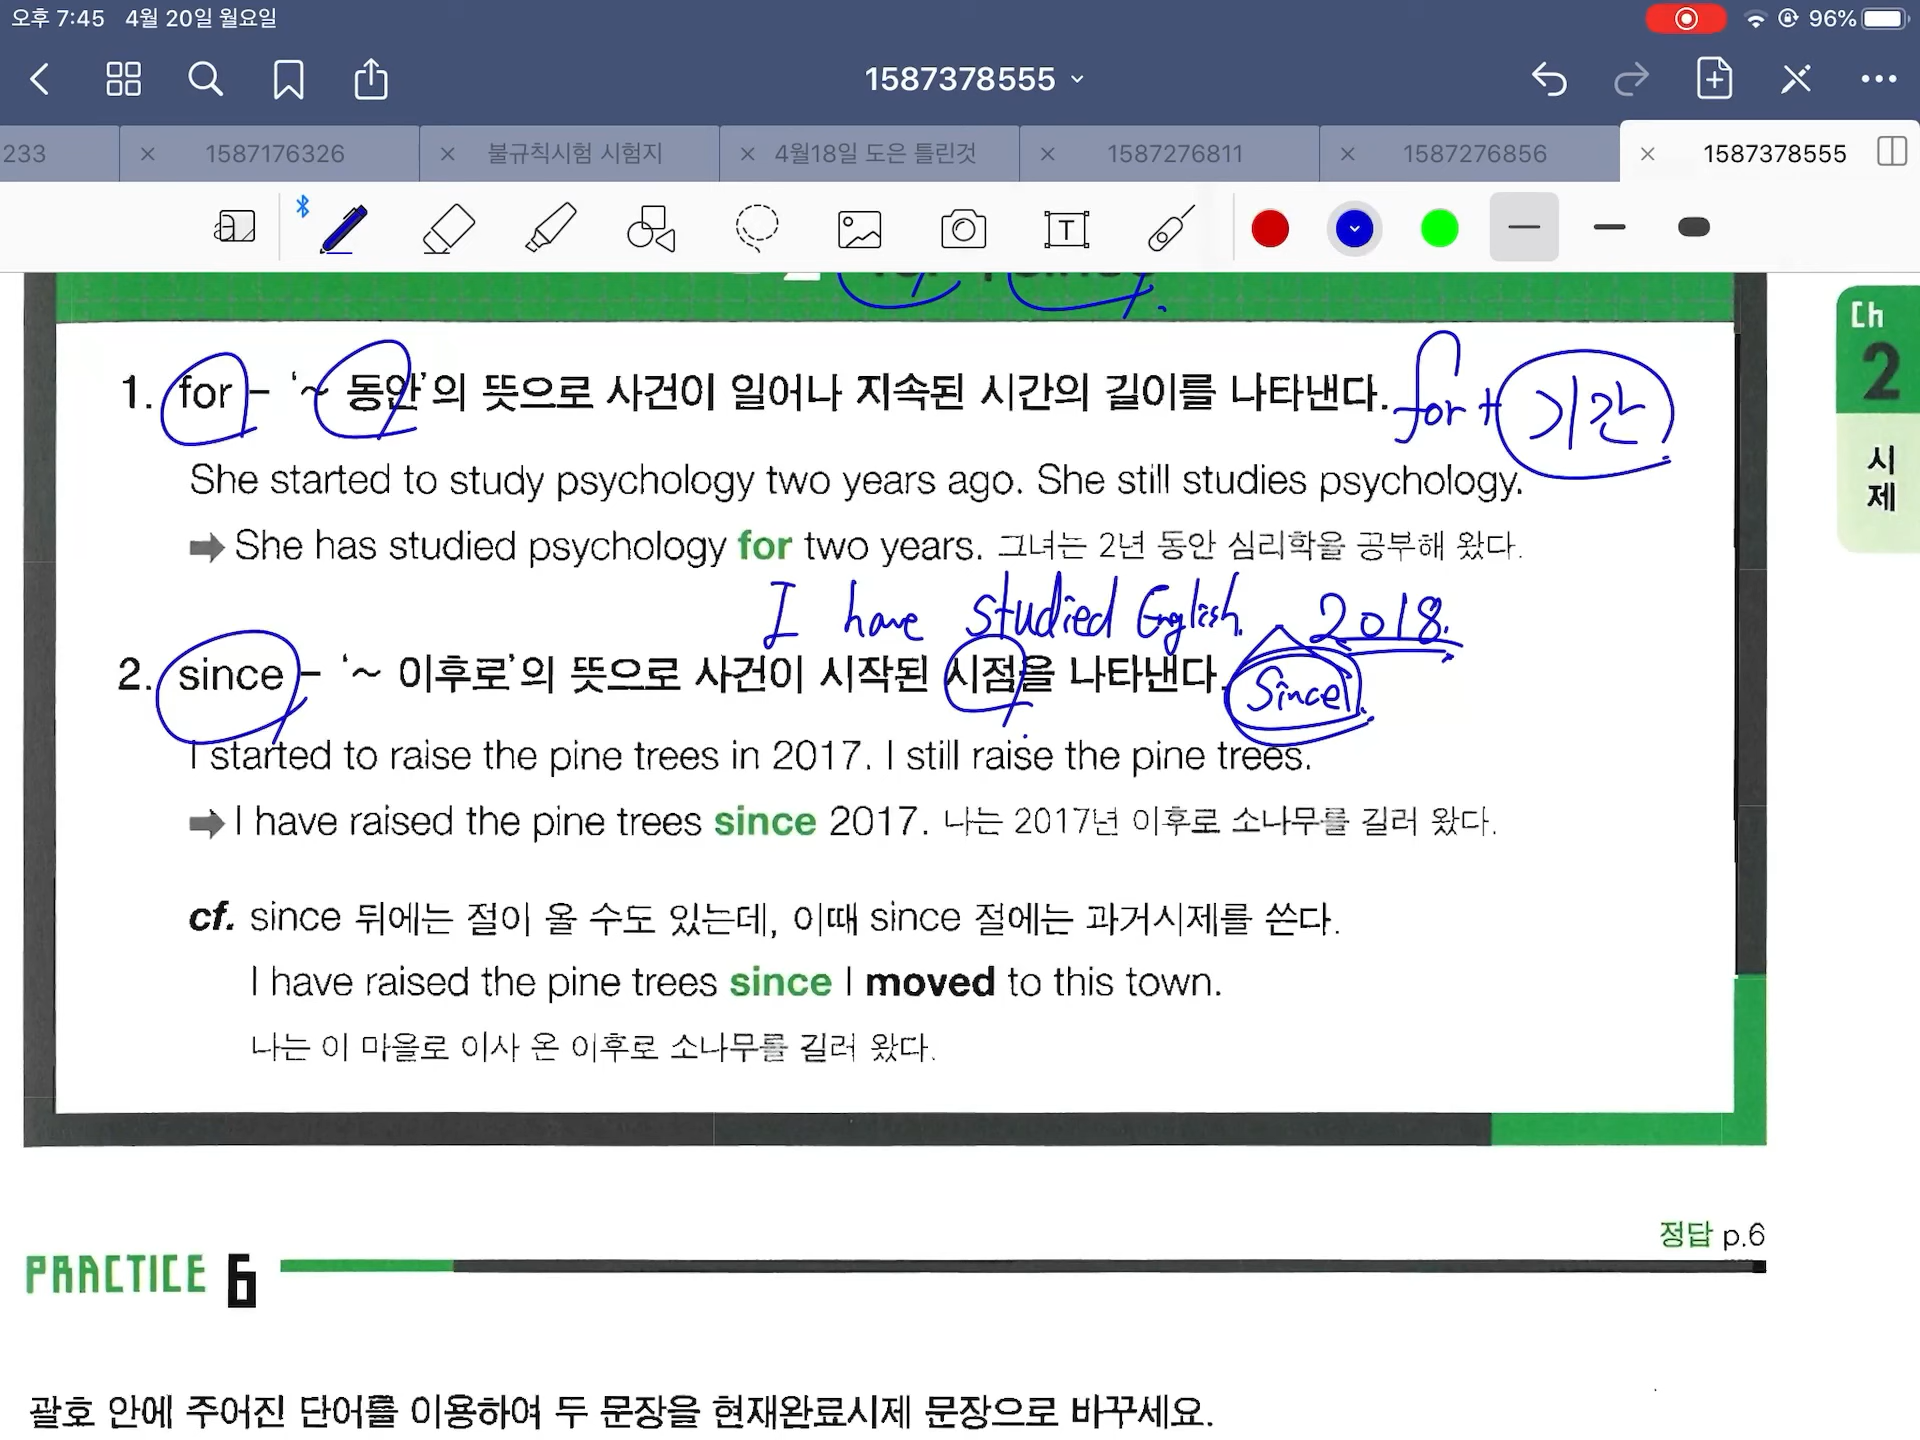 오후 7:45 4월 20일 월요일 96%
1587378555
233 1587176326 불규칙시험 시험지 4월18일 도은 틀린것 1587276811 1587276856 1587378555
Ch
2
시
제
1. for – '~ 동안'의 뜻으로 사건이 일어나 지속된 시간의 길이를 나타낸다. for + 기간
She started to study psychology two years ago. She still studies psychology.
➡ She has studied psychology for two years. 그녀는 2년 동안 심리학을 공부해 왔다.
I have studied English. 2018.
2. since – '~ 이후로'의 뜻으로 사건이 시작된 시점을 나타낸다. Since
I started to raise the pine trees in 2017. I still raise the pine trees.
➡ I have raised the pine trees since 2017. 나는 2017년 이후로 소나무를 길러 왔다.
cf. since 뒤에는 절이 올 수도 있는데, 이때 since 절에는 과거시제를 쓴다.
I have raised the pine trees since I moved to this town.
나는 이 마을로 이사 온 이후로 소나무를 길러 왔다.
정답 p.6
PRACTICE 6
괄호 안에 주어진 단어를 이용하여 두 문장을 현재완료시제 문장으로 바꾸세요.